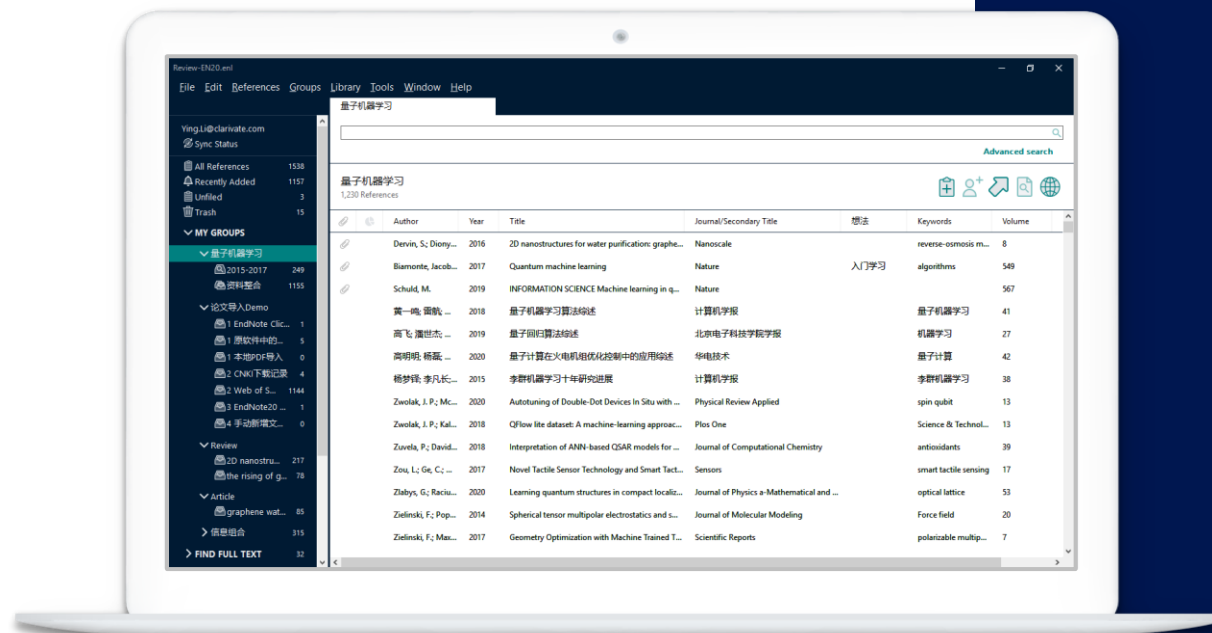 Review-EN20.enl
File Edit References Groups Library Tools Window Help
量子机器学习
Ying.Li@clarivate.com
Sync Status
Advanced search
All References 1538
Recently Added 1157
Unfiled 3
Trash 15
MY GROUPS
量子机器学习
2015-2017 249
资料整合 1155
论文导入Demo
1 EndNote Clic... 1
1 原软件中的... 5
1 本地PDF导入 0
2 CNKI下载记录 4
2 Web of S... 1144
3 EndNote20 ... 1
4 手动新增文... 0
Review
2D nanostru... 217
the rising of g... 78
Article
graphene wat... 85
信息组合 315
FIND FULL TEXT 32
量子机器学习
1,230 References
Author Year Title Journal/Secondary Title 想法 Keywords Volume
Dervin, S.; Diony... 2016 2D nanostructures for water purification: graphe... Nanoscale reverse-osmosis m... 8
Biamonte, Jacob... 2017 Quantum machine learning Nature 入门学习 algorithms 549
Schuld, M. 2019 INFORMATION SCIENCE Machine learning in q... Nature 567
黄一鸣; 雷航; ... 2018 量子机器学习算法综述 计算机学报 量子机器学习 41
高飞; 潘世杰; ... 2019 量子回归算法综述 北京电子科技学院学报 机器学习 27
高明明; 杨磊; ... 2020 量子计算在火电机组优化控制中的应用综述 华电技术 量子计算 42
杨梦铎; 李凡长;... 2015 李群机器学习十年研究进展 计算机学报 李群机器学习 38
Zwolak, J. P.; Mc... 2020 Autotuning of Double-Dot Devices In Situ with ... Physical Review Applied spin qubit 13
Zwolak, J. P.; Kal... 2018 QFlow lite dataset: A machine-learning approac... Plos One Science & Technol... 13
Zuvela, P.; David... 2018 Interpretation of ANN-based QSAR models for ... Journal of Computational Chemistry antioxidants 39
Zou, L.; Ge, C.; ... 2017 Novel Tactile Sensor Technology and Smart Tact... Sensors smart tactile sensing 17
Zlabys, G.; Raciu... 2020 Learning quantum structures in compact localiz... Journal of Physics a-Mathematical and ... optical lattice 53
Zielinski, F.; Pop... 2014 Spherical tensor multipolar electrostatics and s... Journal of Molecular Modeling Force field 20
Zielinski, F.; Max... 2017 Geometry Optimization with Machine Trained T... Scientific Reports polarizable multip... 7